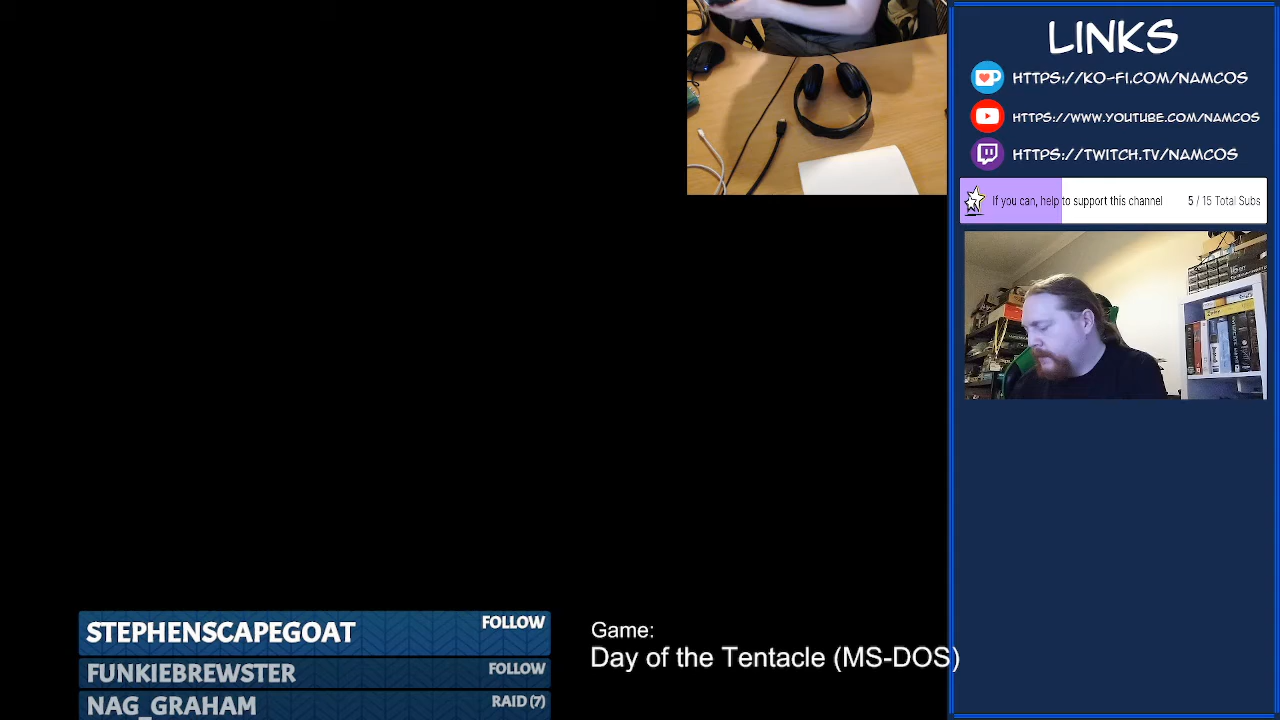 LINKS
HTTPS://KO-FI.COM/NAMCOS
HTTPS://WWW.YOUTUBE.COM/NAMCOS
HTTPS://TWITCH.TV/NAMCOS
If you can, help to support this channel 5 / 15 Total Subs
STEPHENSCAPEGOAT FOLLOW
FUNKIEBREWSTER FOLLOW
NAG_GRAHAM RAID (7)
Game:
Day of the Tentacle (MS-DOS)